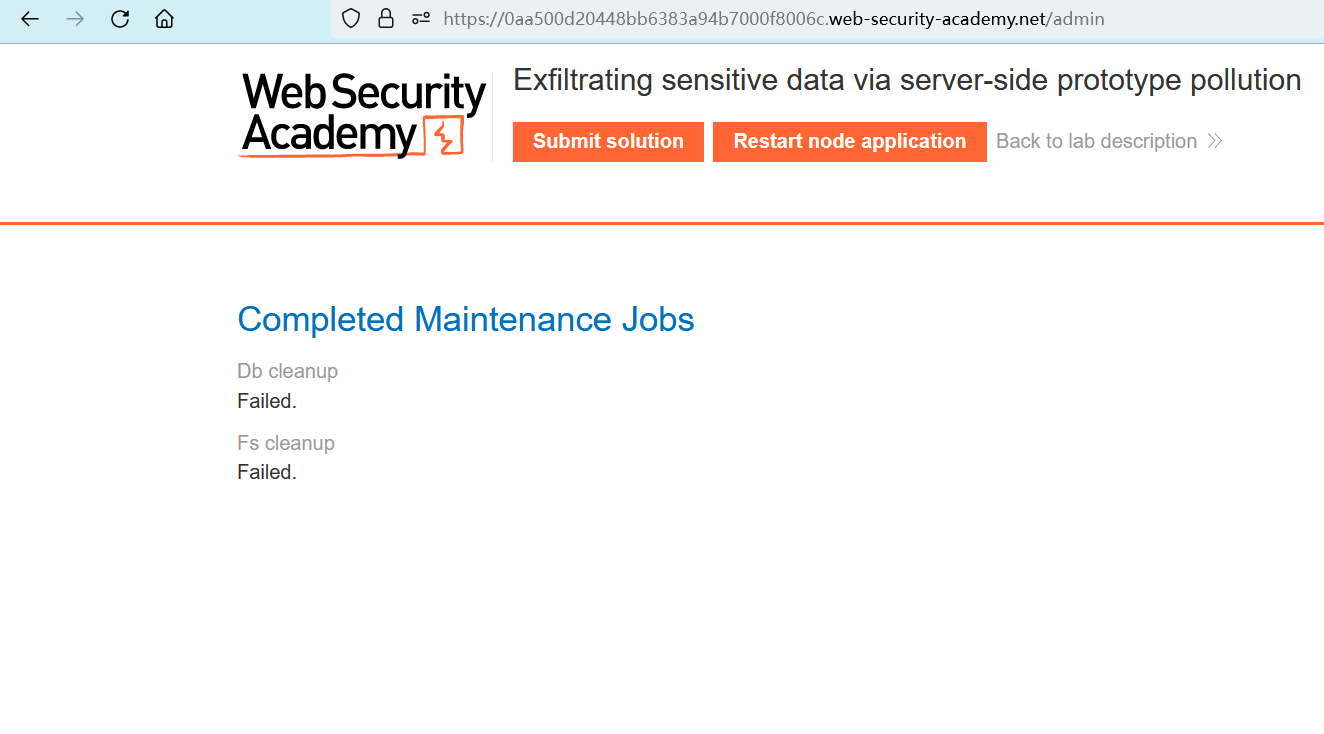 https://0aa500d20448bb6383a94b7000f8006c.web-security-academy.net/admin
Web Security
Academy
Exfiltrating sensitive data via server-side prototype pollution
Submit solution
Restart node application
Back to lab description
Completed Maintenance Jobs
Db cleanup
Failed.
Fs cleanup
Failed.